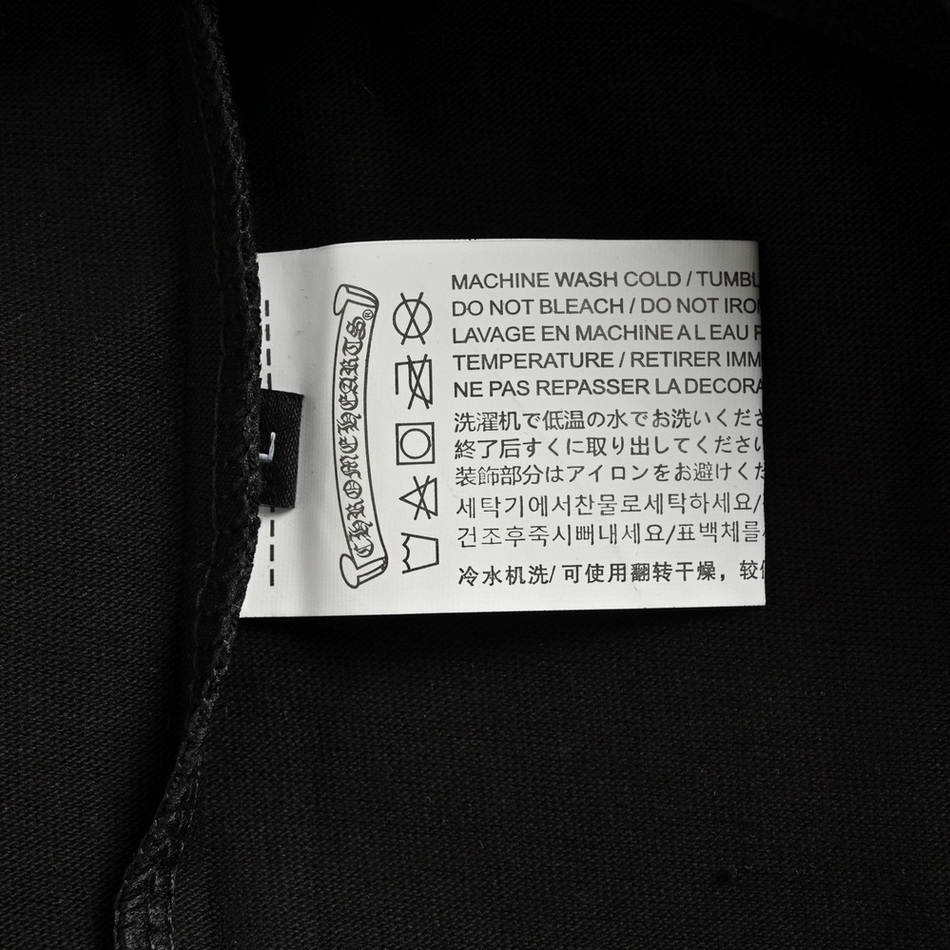 MACHINE WASH COLD / TUMBL
DO NOT BLEACH / DO NOT IRON
LAVAGE EN MACHINE A L EAU F
TEMPERATURE / RETIRER IMM
NE PAS REPASSER LA DECORA
洗濯机で低温の水でお洗いくださ
終了后すくに取り出してください
装飾部分はアイロンをお避けくだ
세탁기에서찬물로세탁하세요/
건조후죽시빼내세요/표백체를
冷水机洗/ 可使用翻转干燥，较
CHROME HEARTS®
L